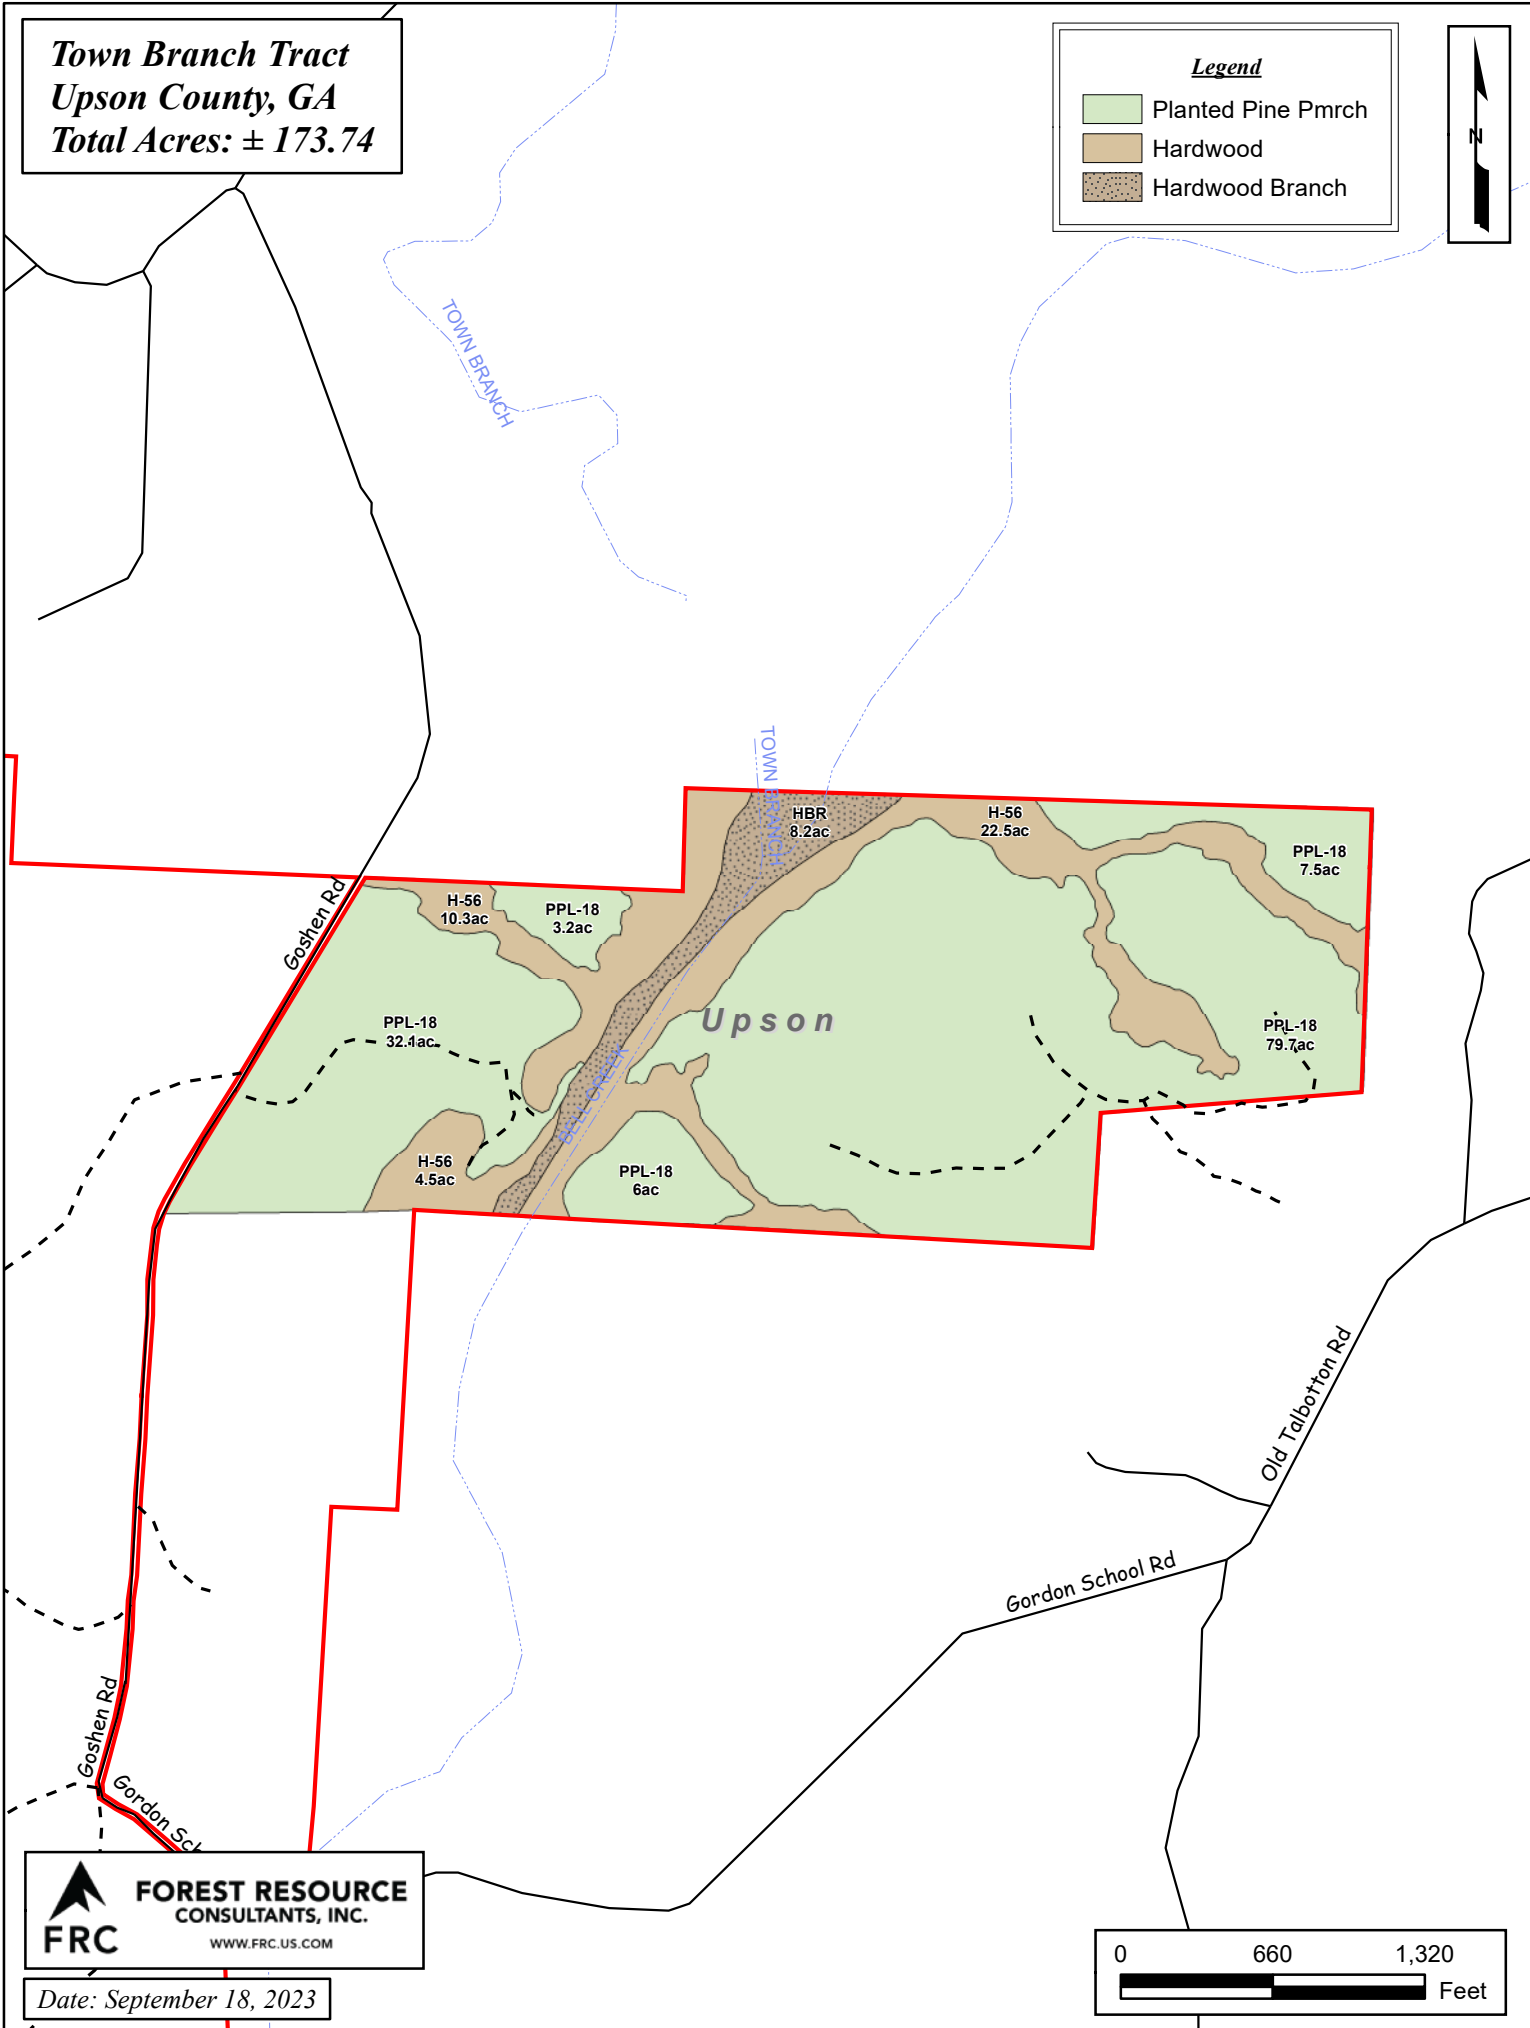 Town Branch Tract
Upson County, GA
Total Acres: ± 173.74
Legend
Planted Pine Pmrch
Hardwood
Hardwood Branch
N
TOWN BRANCH
TOWN BRANCH
HBR
8.2ac
H-56
22.5ac
PPL-18
7.5ac
H-56
10.3ac
PPL-18
3.2ac
Goshen Rd
PPL-18
32.1ac
Upson
PPL-18
79.7ac
BELL CREEK
H-56
4.5ac
PPL-18
6ac
Old Talbotton Rd
Gordon School Rd
Goshen Rd
Gordon Sch
FRC
FOREST RESOURCE
CONSULTANTS, INC.
WWW.FRC.US.COM
Date: September 18, 2023
0 660 1,320
Feet